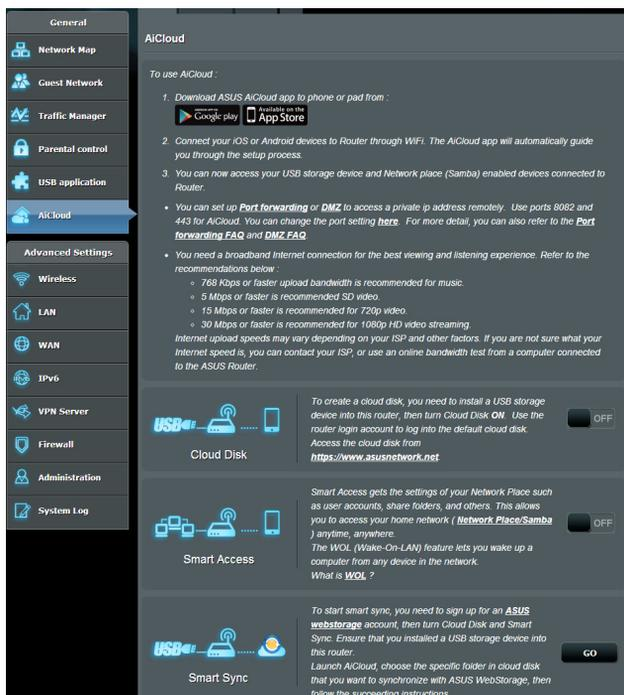 General
Network Map
Guest Network
Traffic Manager
Parental control
USB application
AiCloud
Advanced Settings
Wireless
LAN
WAN
IPv6
VPN Server
Firewall
Administration
System Log
AiCloud
To use AiCloud :
1. Download ASUS AiCloud app to phone or pad from :
Google play
Available on the
App Store
2. Connect your iOS or Android devices to Router through WiFi. The AiCloud app will automatically guide
you through the setup process.
3. You can now access your USB storage device and Network place (Samba) enabled devices connected to
Router.
• You can set up Port forwarding or DMZ to access a private ip address remotely. Use ports 8082 and
443 for AiCloud. You can change the port setting here. For more detail, you can also refer to the Port
forwarding FAQ and DMZ FAQ.
• You need a broadband Internet connection for the best viewing and listening experience. Refer to the
recommendations below :
◦ 768 Kbps or faster upload bandwidth is recommended for music.
◦ 5 Mbps or faster is recommended SD video.
◦ 15 Mbps or faster is recommended for 720p video.
◦ 30 Mbps or faster is recommended for 1080p HD video streaming.
Internet upload speeds may vary depending on your ISP and other factors. If you are not sure what your
Internet speed is, you can contact your ISP, or use an online bandwidth test from a computer connected
to the ASUS Router.
USB
Cloud Disk
To create a cloud disk, you need to install a USB storage
device into this router, then turn Cloud Disk ON. Use the
router login account to log into the default cloud disk.
Access the cloud disk from
https://www.asusnetwork.net.
OFF
Smart Access
Smart Access gets the settings of your Network Place such
as user accounts, share folders, and others. This allows
you to access your home network ( Network Place/Samba
) anytime, anywhere.
The WOL (Wake-On-LAN) feature lets you wake up a
computer from any device in the network.
What is WOL ?
OFF
USB
Smart Sync
To start smart sync, you need to sign up for an ASUS
webstorage account, then turn Cloud Disk and Smart
Sync. Ensure that you installed a USB storage device into
this router.
Launch AiCloud, choose the specific folder in cloud disk
that you want to synchronize with ASUS WebStorage, then
follow the succeeding instructions.
GO